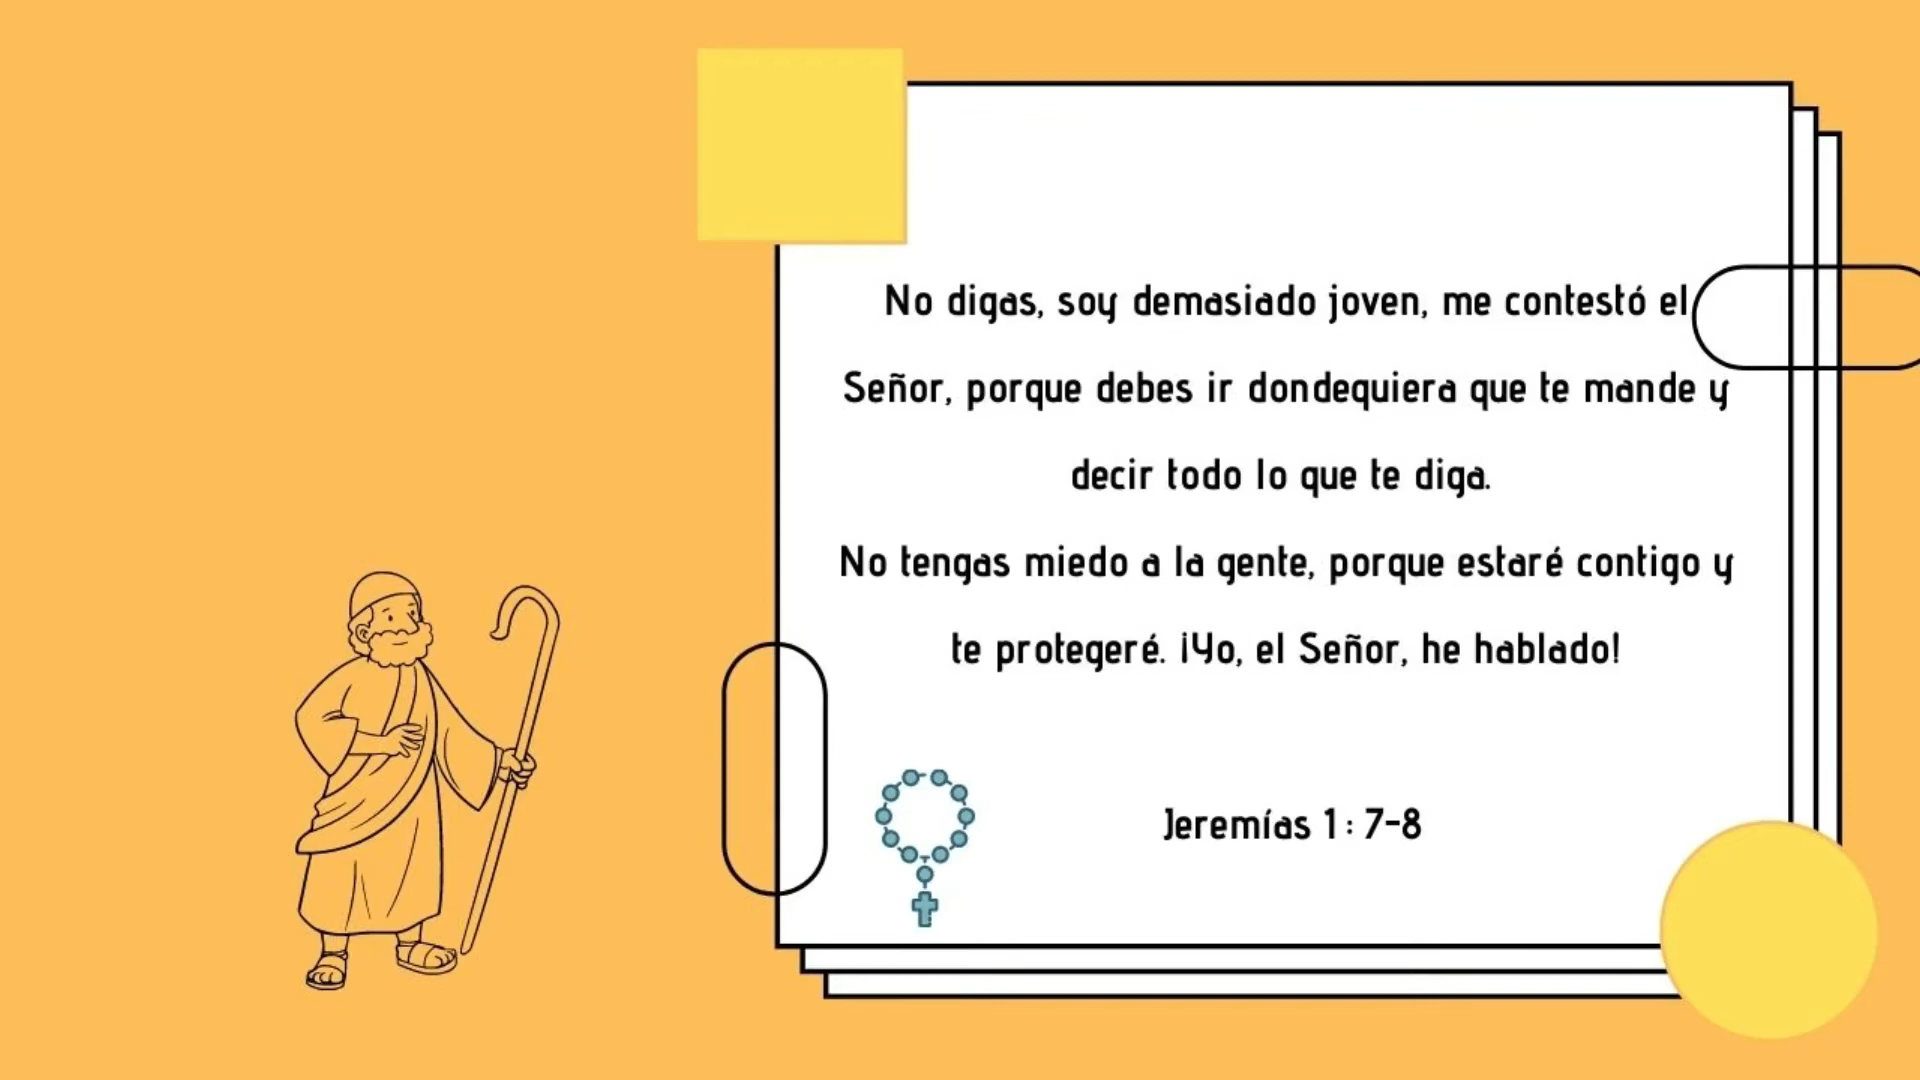 No digas, soy demasiado joven, me contestó el
Señor, porque debes ir dondequiera que te mande y
decir todo lo que te diga.
No tengas miedo a la gente, porque estaré contigo y
te protegeré. ¡Yo, el Señor, he hablado!
Jeremías 1 : 7-8